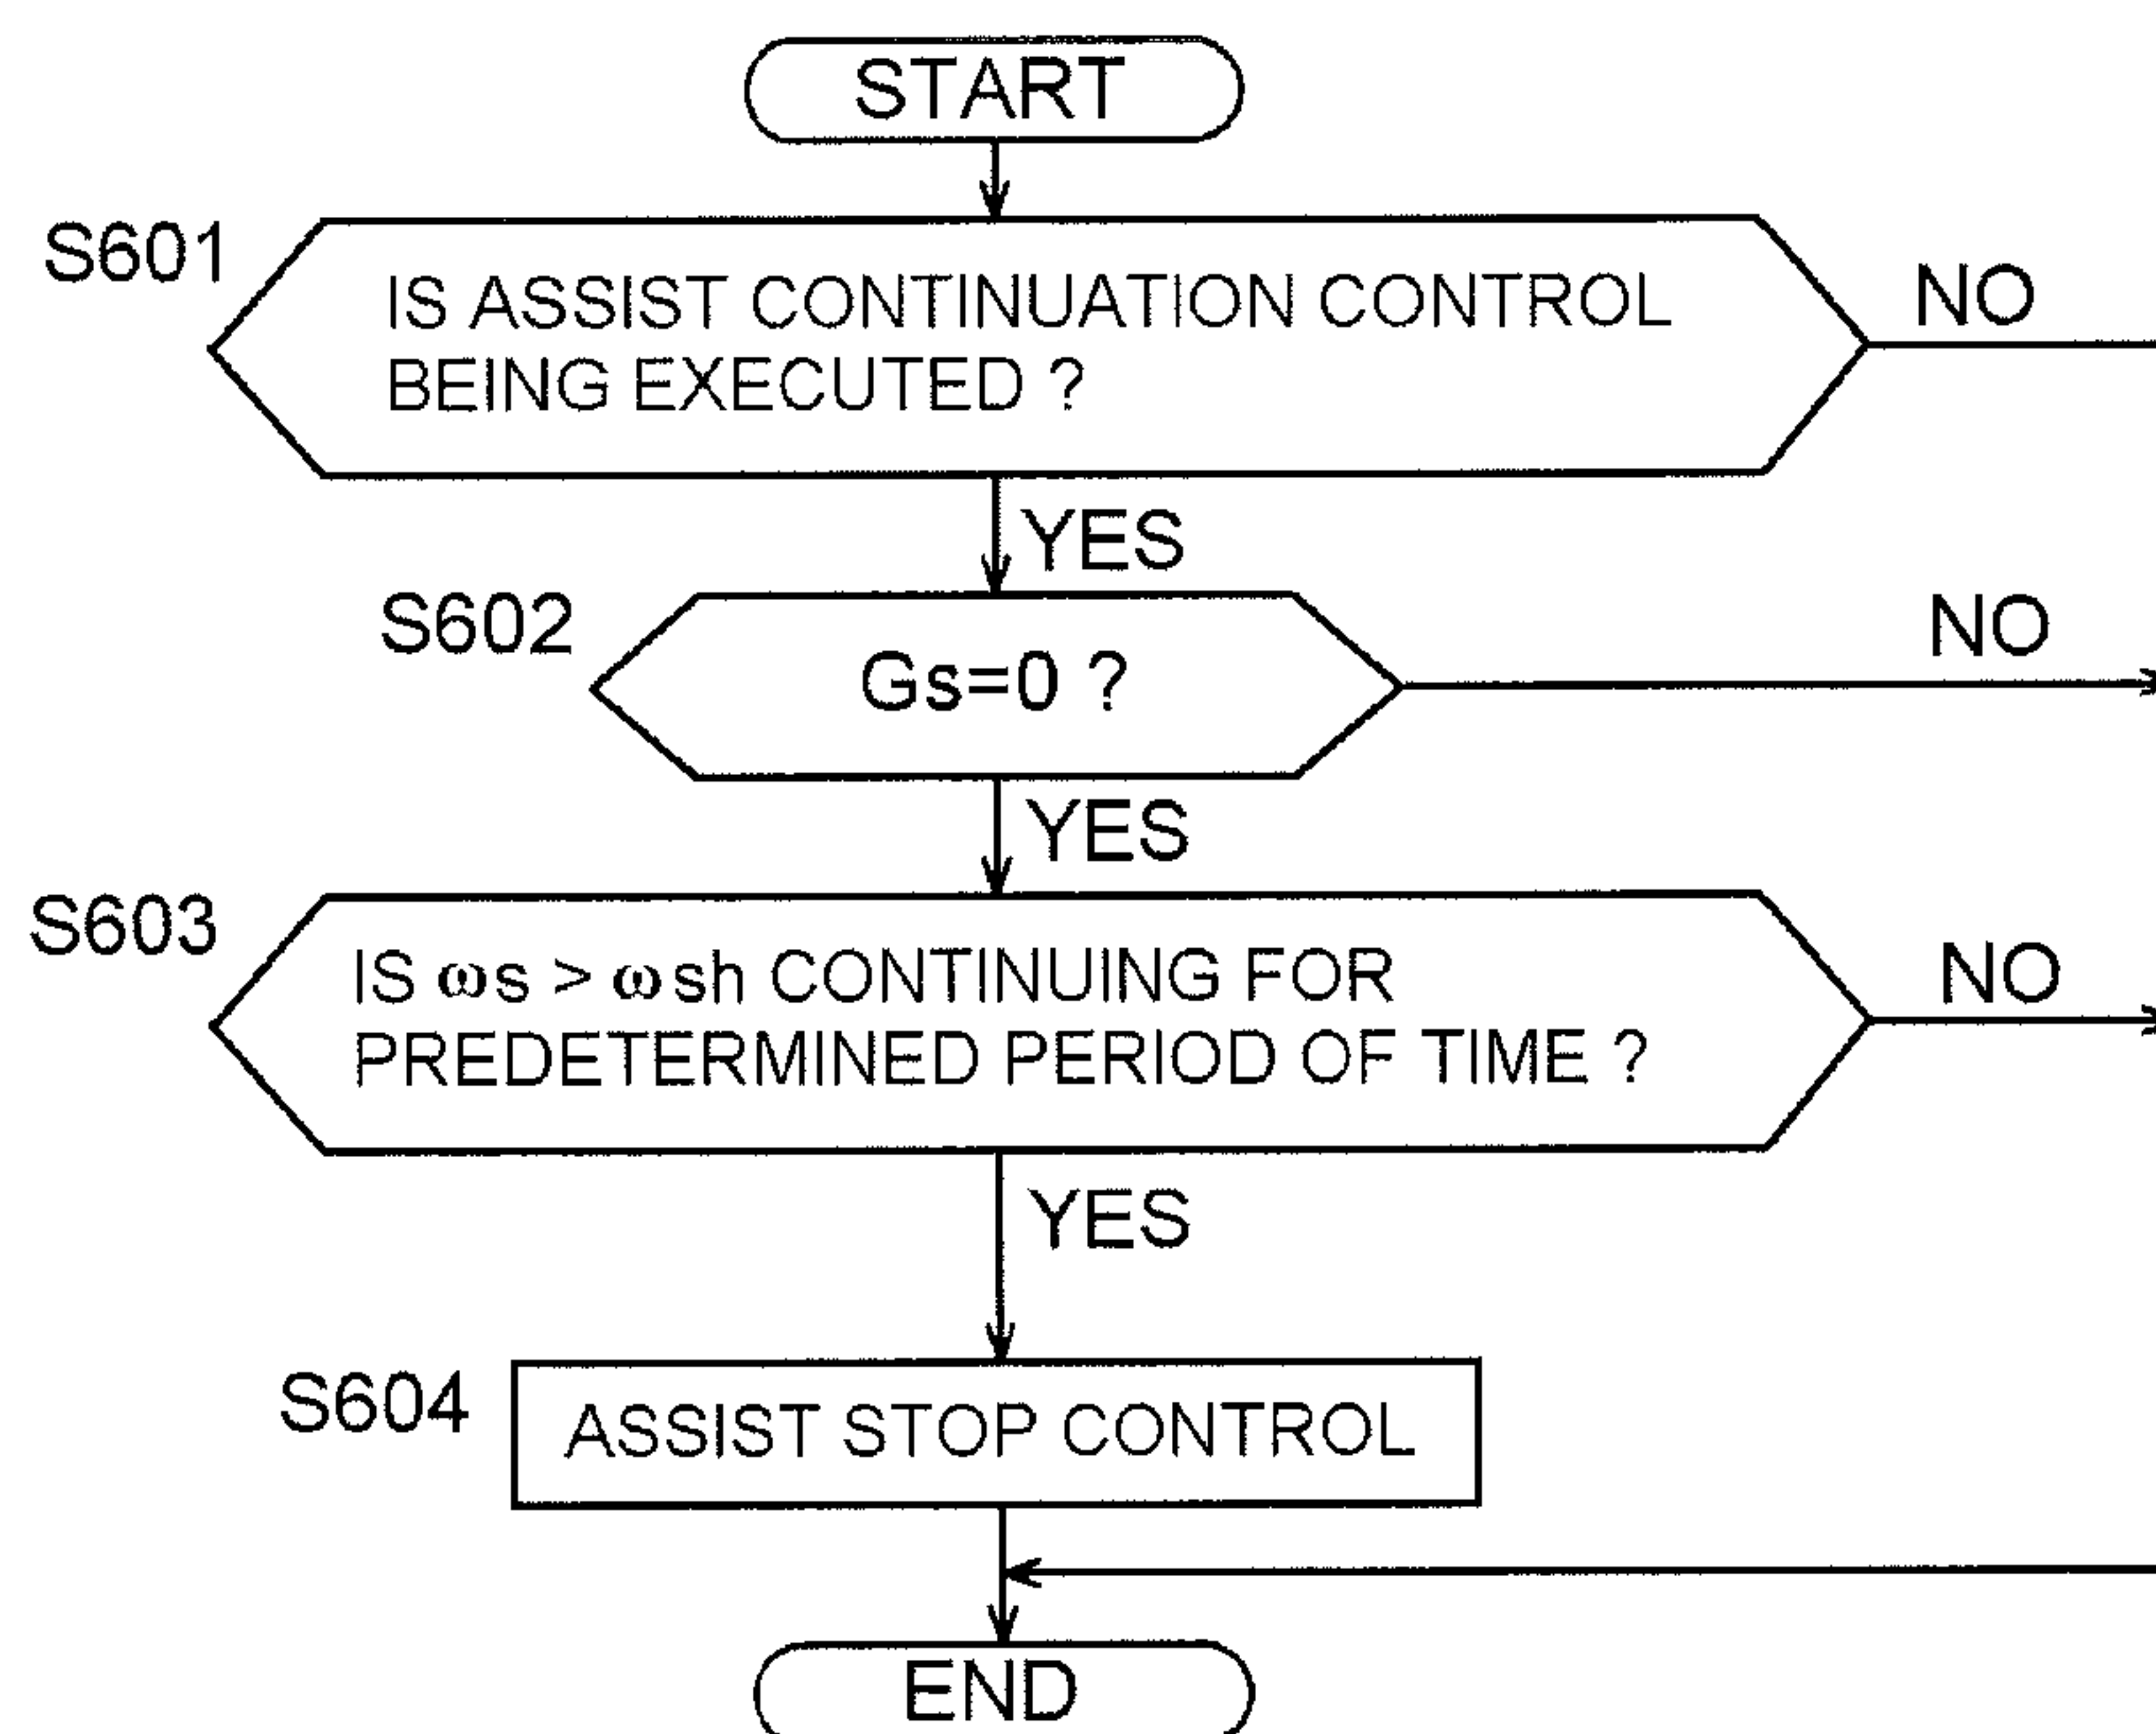 START
S601
IS ASSIST CONTINUATION CONTROL
BEING EXECUTED ?
NO
YES
S602
Gs=0 ?
NO
YES
S603
IS ωs > ωsh CONTINUING FOR
PREDETERMINED PERIOD OF TIME ?
NO
YES
S604
ASSIST STOP CONTROL
END